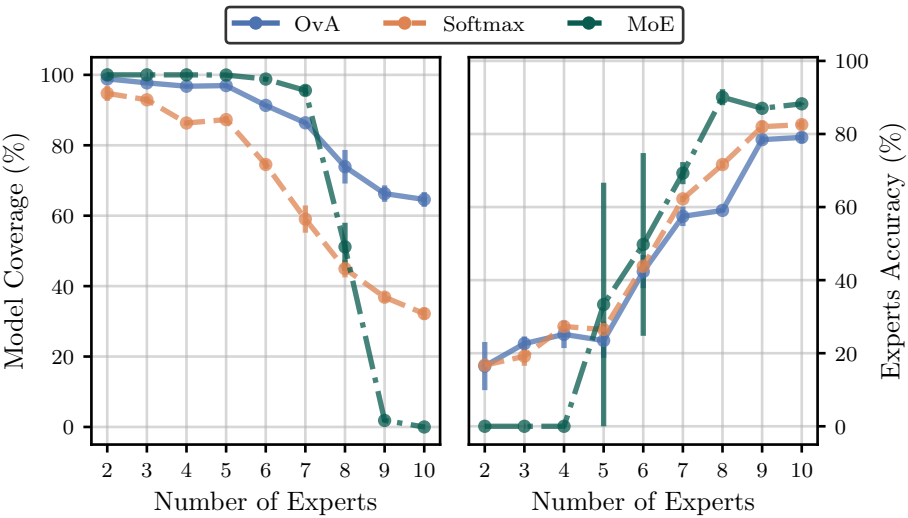 OvA Softmax MoE
Model Coverage (%)
100
80
60
40
20
0
2 3 4 5 6 7 8 9 10
Number of Experts
100
80
60
40
20
0
Experts Accuracy (%)
2 3 4 5 6 7 8 9 10
Number of Experts